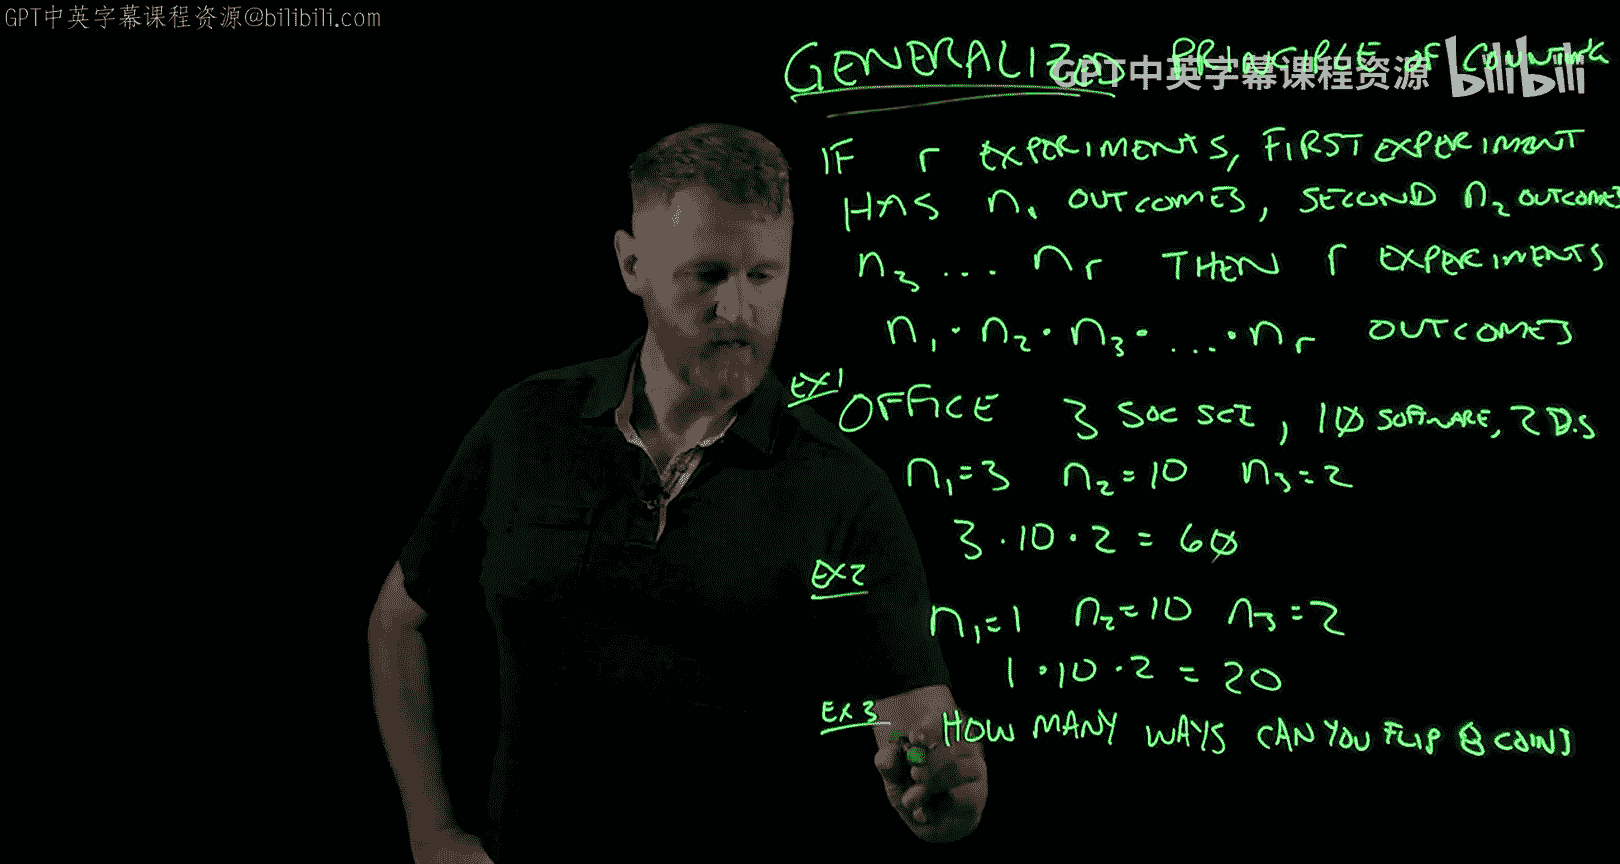 GPT中英字幕课程资源@bilibili.com
GENERALIZED PRINCIPLE OF COUNTING
GPT中英字幕课程资源 bilibili
IF r EXPERIMENTS, FIRST EXPERIMENT
HAS n₁ OUTCOMES, SECOND n₂ OUTCOMES
n₃ ... nᵣ THEN r EXPERIMENTS
n₁ · n₂ · n₃ · ... · nᵣ OUTCOMES
EX1 OFFICE 3 SOC SCI, 10 SOFTWARE, 2 D.S
n₁=3 n₂=10 n₃=2
3 · 10 · 2 = 60
EX2
n₁=1 n₂=10 n₃=2
1 · 10 · 2 = 20
EX3 HOW MANY WAYS CAN YOU FLIP 8 COINS